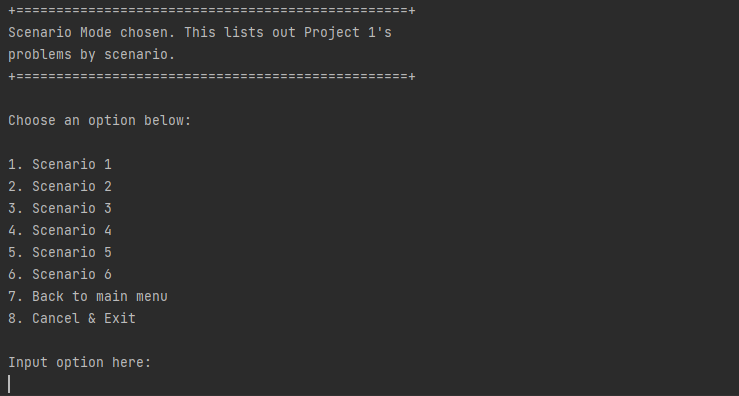 +=================================================+
Scenario Mode chosen. This lists out Project 1's
problems by scenario.
+=================================================+
Choose an option below:
1. Scenario 1
2. Scenario 2
3. Scenario 3
4. Scenario 4
5. Scenario 5
6. Scenario 6
7. Back to main menu
8. Cancel & Exit
Input option here: